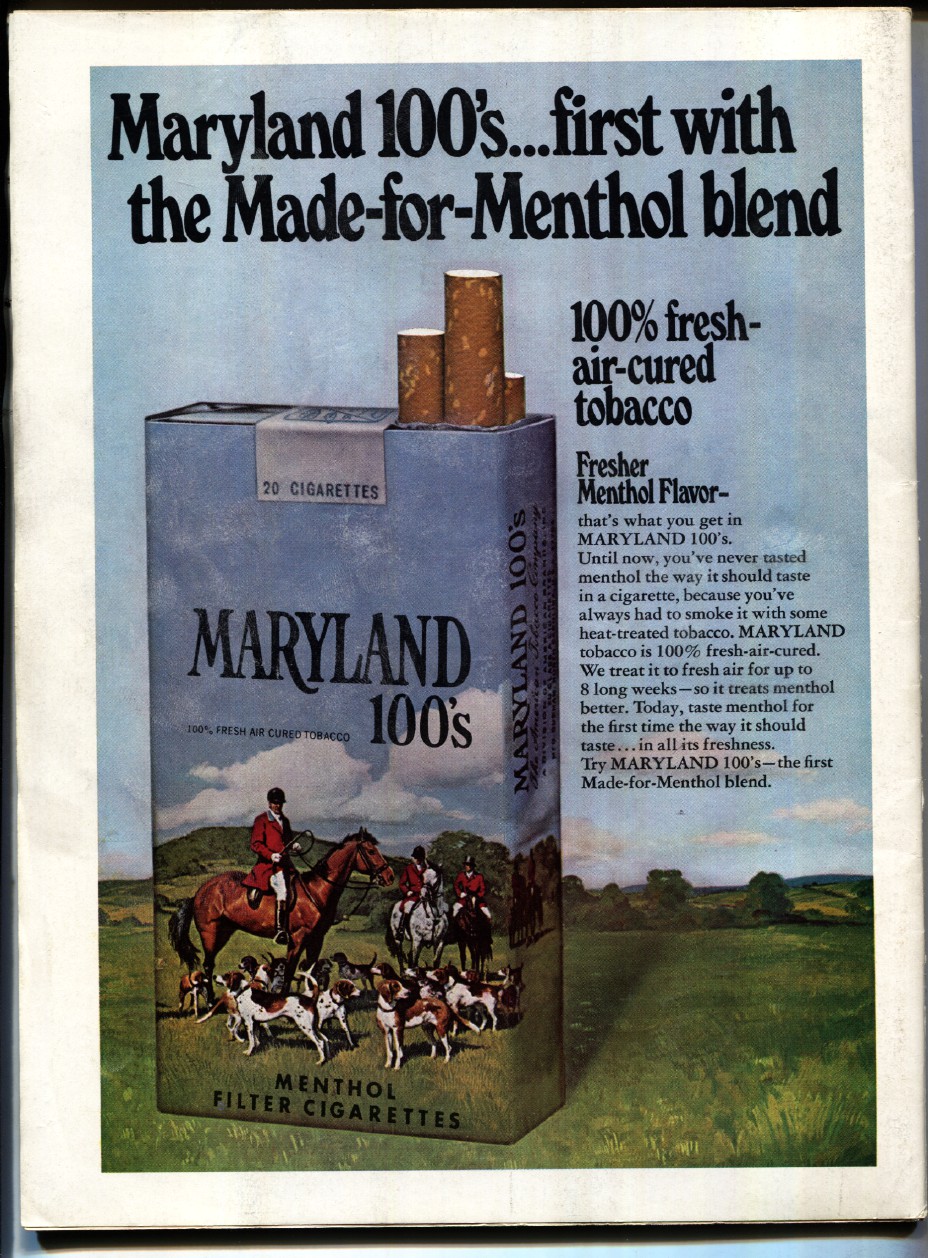 Maryland 100's...first with
the Made-for-Menthol blend
100% fresh-
air-cured
tobacco
Fresher
Menthol Flavor–
that's what you get in
MARYLAND 100's.
Until now, you've never tasted
menthol the way it should taste
in a cigarette, because you've
always had to smoke it with some
heat-treated tobacco. MARYLAND
tobacco is 100% fresh-air-cured.
We treat it to fresh air for up to
8 long weeks—so it treats menthol
better. Today, taste menthol for
the first time the way it should
taste...in all its freshness.
Try MARYLAND 100's—the first
Made-for-Menthol blend.
20 CIGARETTES
MARYLAND
100's
100% FRESH AIR CURED TOBACCO
MENTHOL
FILTER CIGARETTES
MARYLAND 100'S
The American Tobacco Company